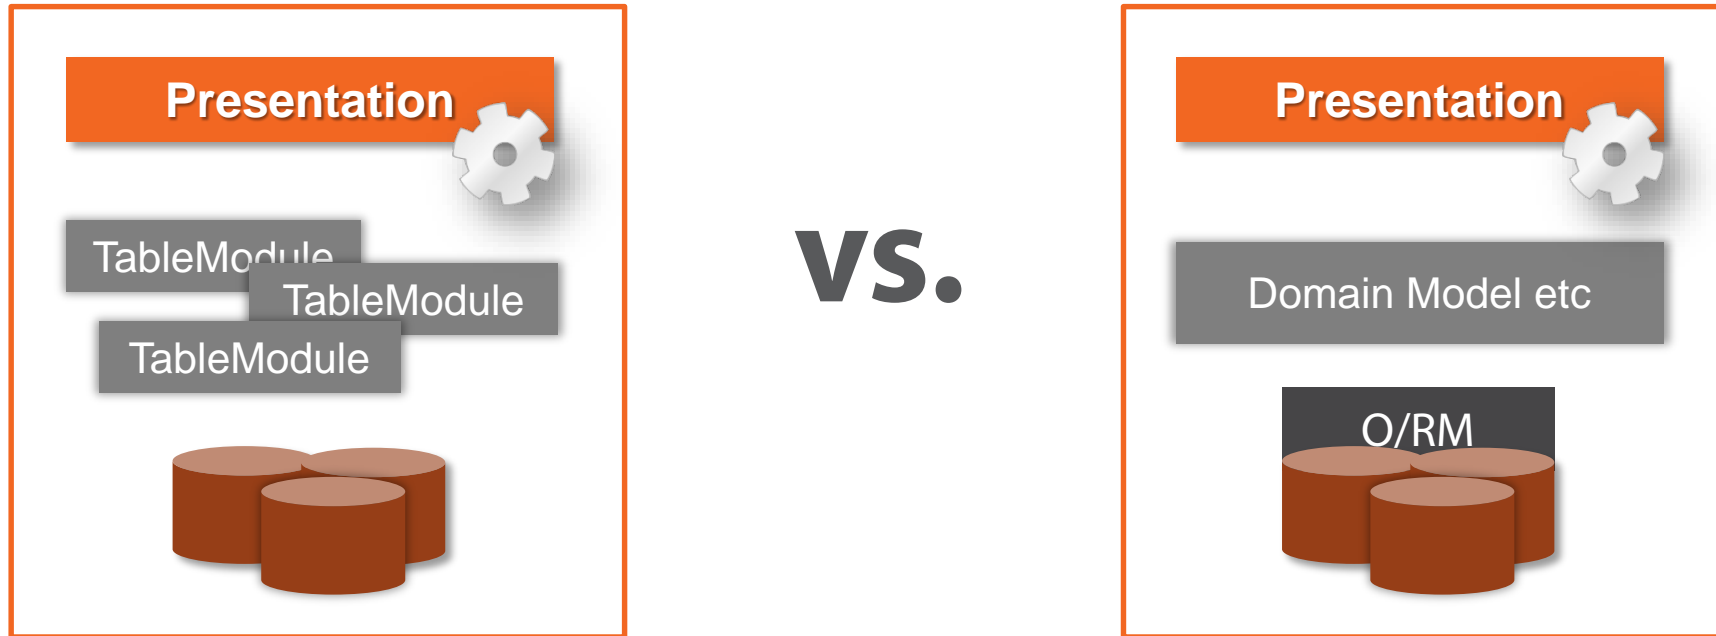 Presentation
TableModule
TableModule
TableModule
vs.
Presentation
Domain Model etc
O/RM